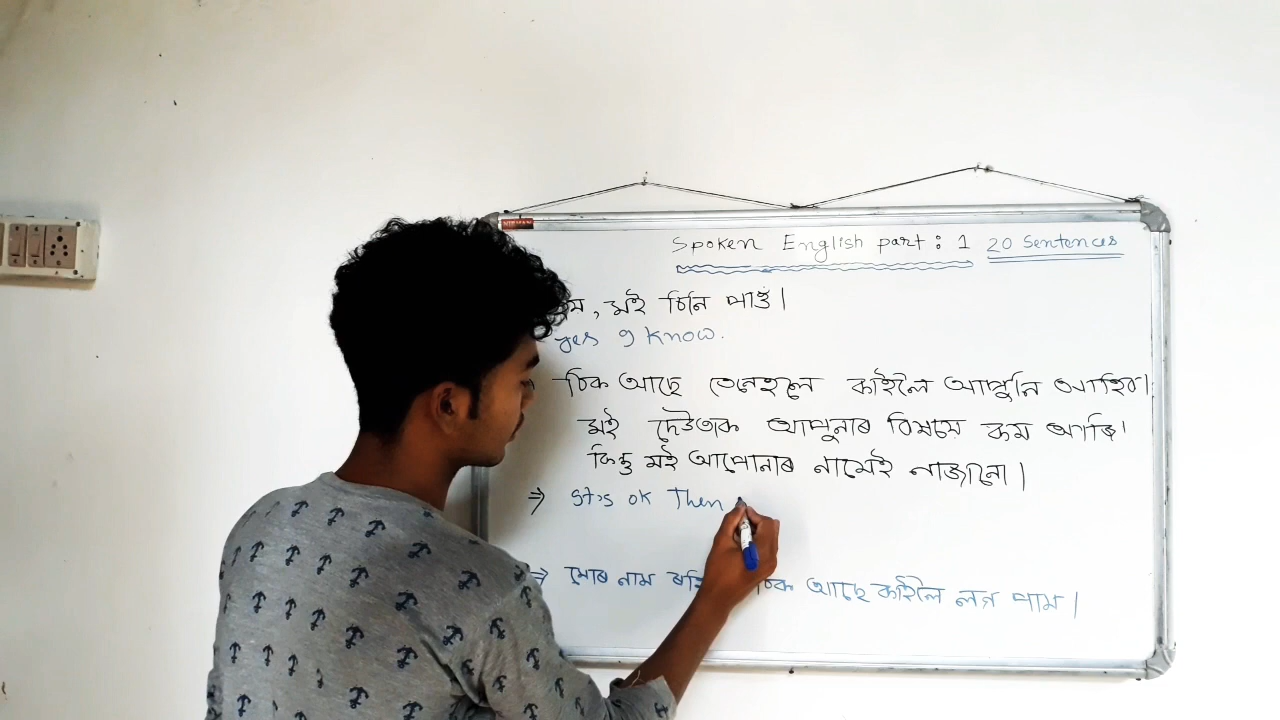 Spoken English part : 1 20 Sentences
মই চিনি পাওঁ।
yes I know.
ঠিক আছে তেনেহলে কাইলৈ আপুনি আহিব।
মই দেউতাক আপুনাৰ বিষয়ে কম আজি।
কিন্তু মই আপোনাৰ নামেই নাজানো।
⇒ It's ok Then
⇒ মোৰ নাম ঠিক আছে কাইলৈ লগ পাম।